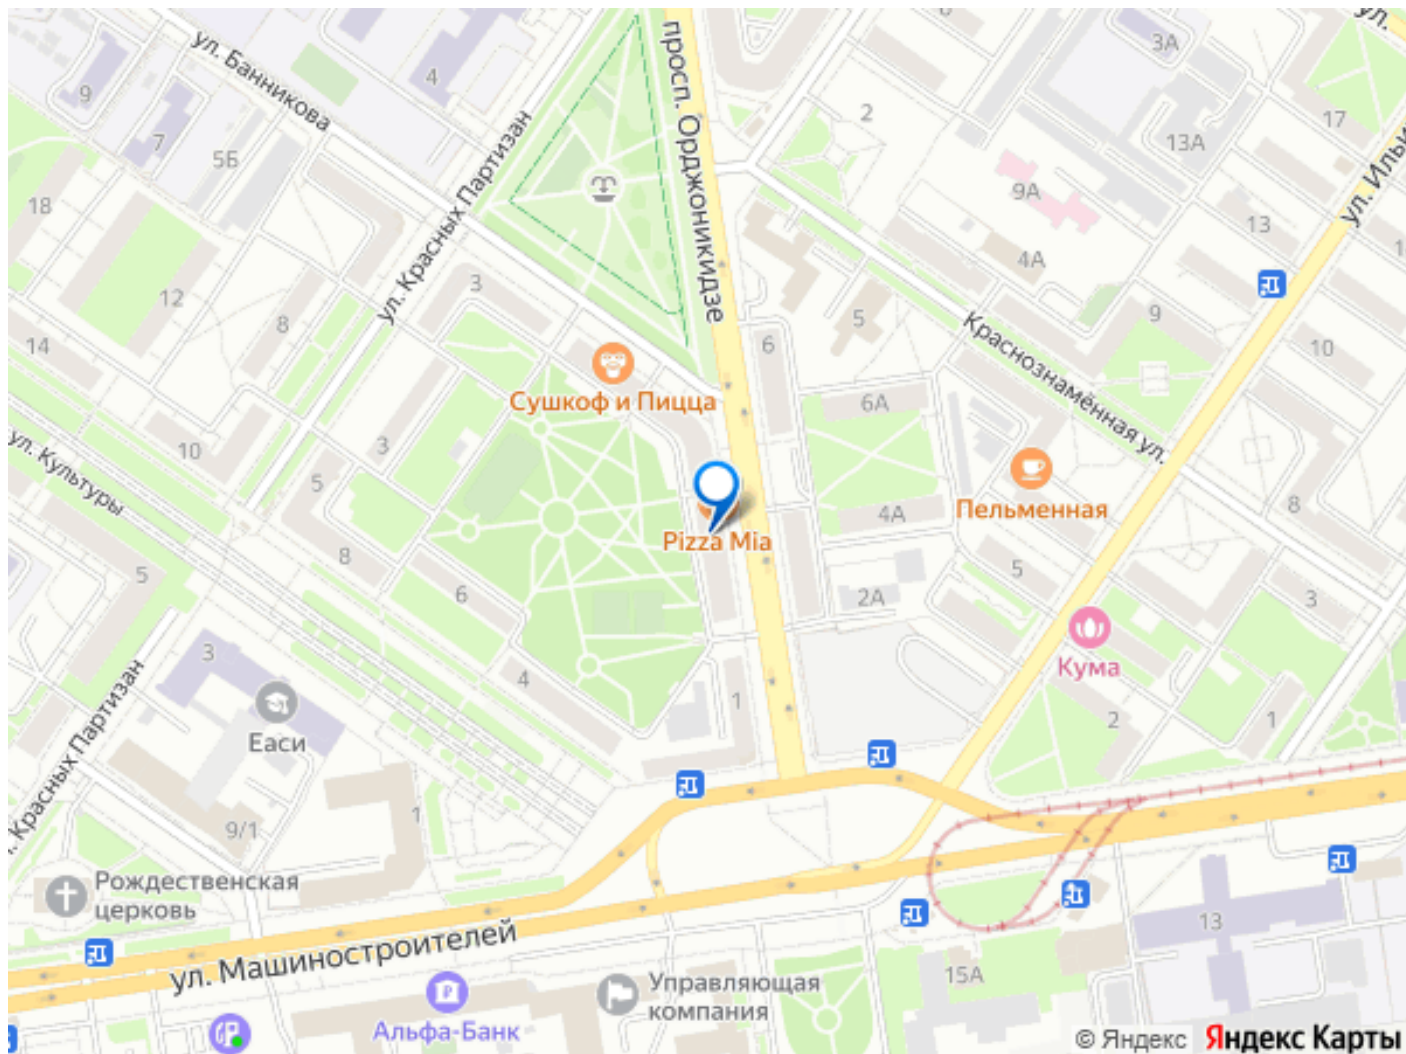 ул. Банникова
4
9
7
5Б
18
ул. Красных Партизан
просп. Орджоникидзе
6
3А
2
13А
17
9А
13
4А
ул.
3
12
8
14
5
9
10
Краснознамённая ул.
6
Сушкоф и Пицца
6А
3
10
ул. Культуры
5
8
5
6
Pizza Mia
4А
Пельменная
8
5
2А
3
3
4
1
Еаси
Кума
2
1
Красных Партизан
9/1
1
Рождественская
церковь
ул. Машиностроителей
13
15А
Управляющая
компания
Альфа-Банк
© Яндекс Яндекс Карты